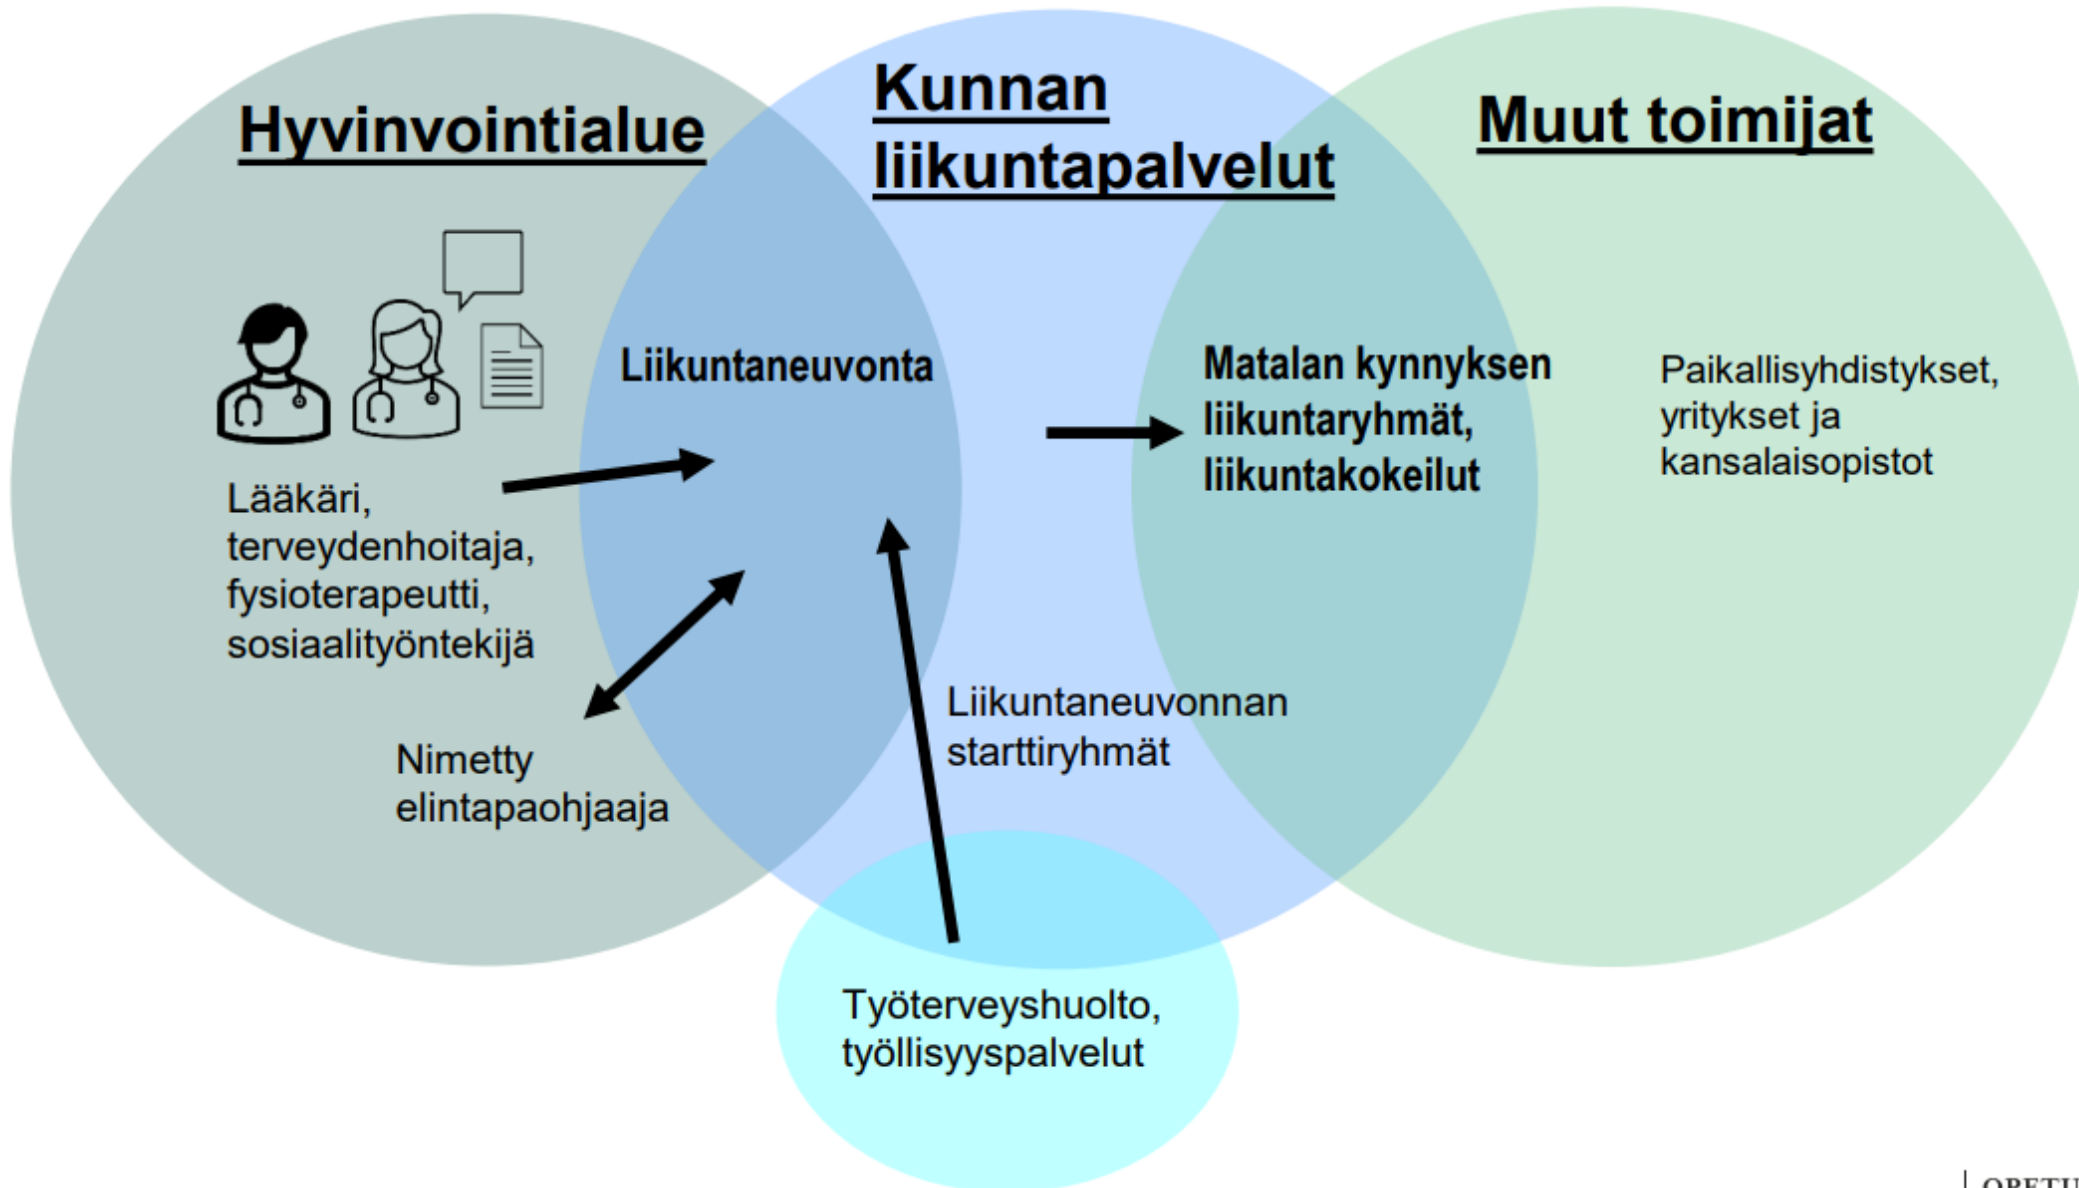 Hyvinvointialue
Kunnan
liikuntapalvelut
Muut toimijat
Liikuntaneuvonta
Matalan kynnyksen
liikuntaryhmät,
liikuntakokeilut
Paikallisyhdistykset,
yritykset ja
kansalaisopistot
Lääkäri,
terveydenhoitaja,
fysioterapeutti,
sosiaalityöntekijä
Nimetty
elintapaohjaaja
Liikuntaneuvonnan
starttiryhmät
Työterveyshuolto,
työllisyyspalvelut